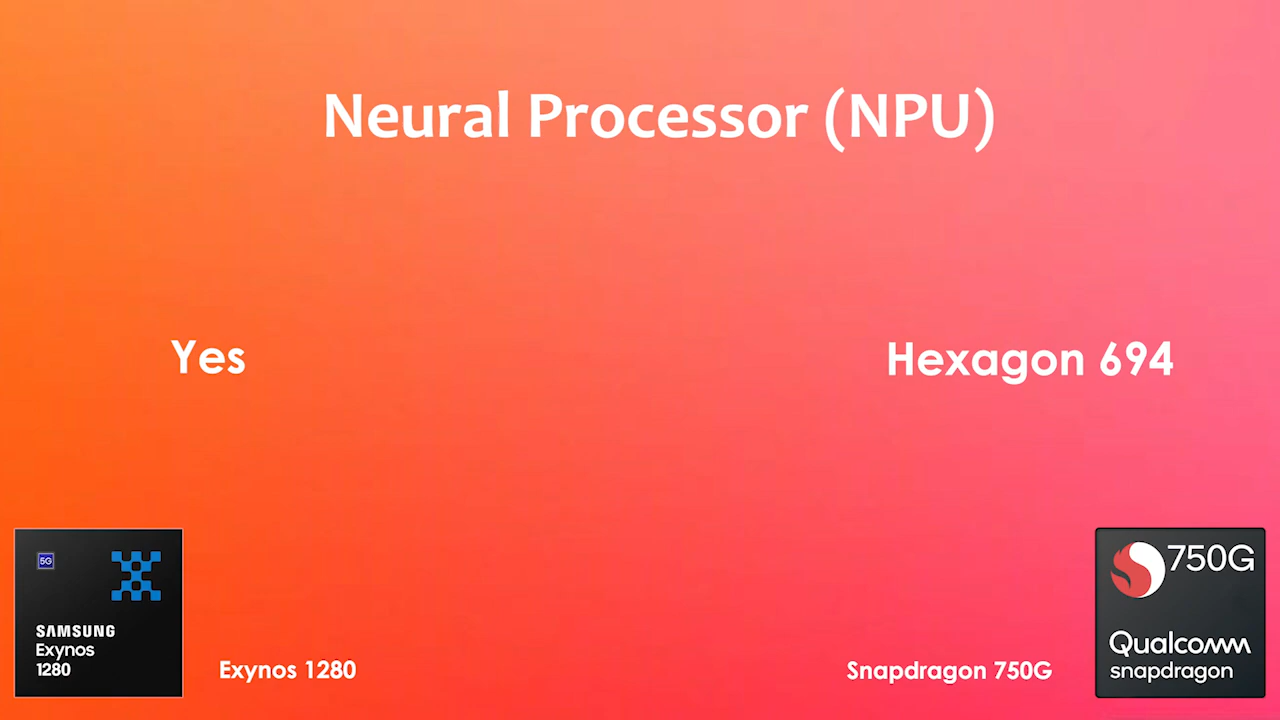 Neural Processor (NPU)
Yes
Hexagon 694
5G
SAMSUNG
Exynos
1280
Exynos 1280
Snapdragon 750G
750G
Qualcomm
snapdragon